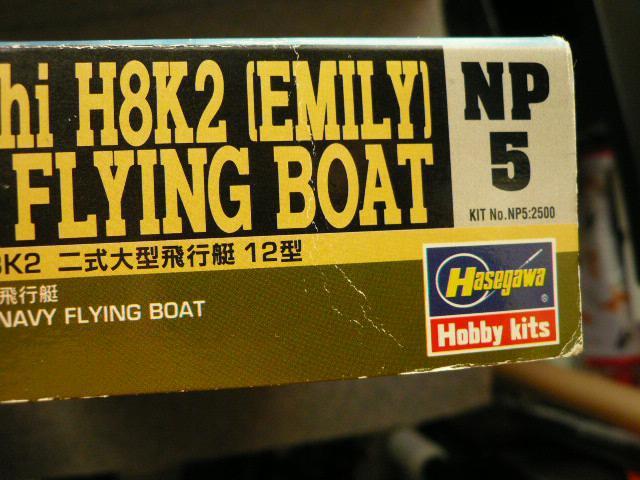 hi H8K2 (EMILY)
FLYING BOAT
NP
5
KIT No.NP5:2500
8K2 二式大型飛行艇 12型
飛行艇
NAVY FLYING BOAT
Hasegawa
®
Hobby kits